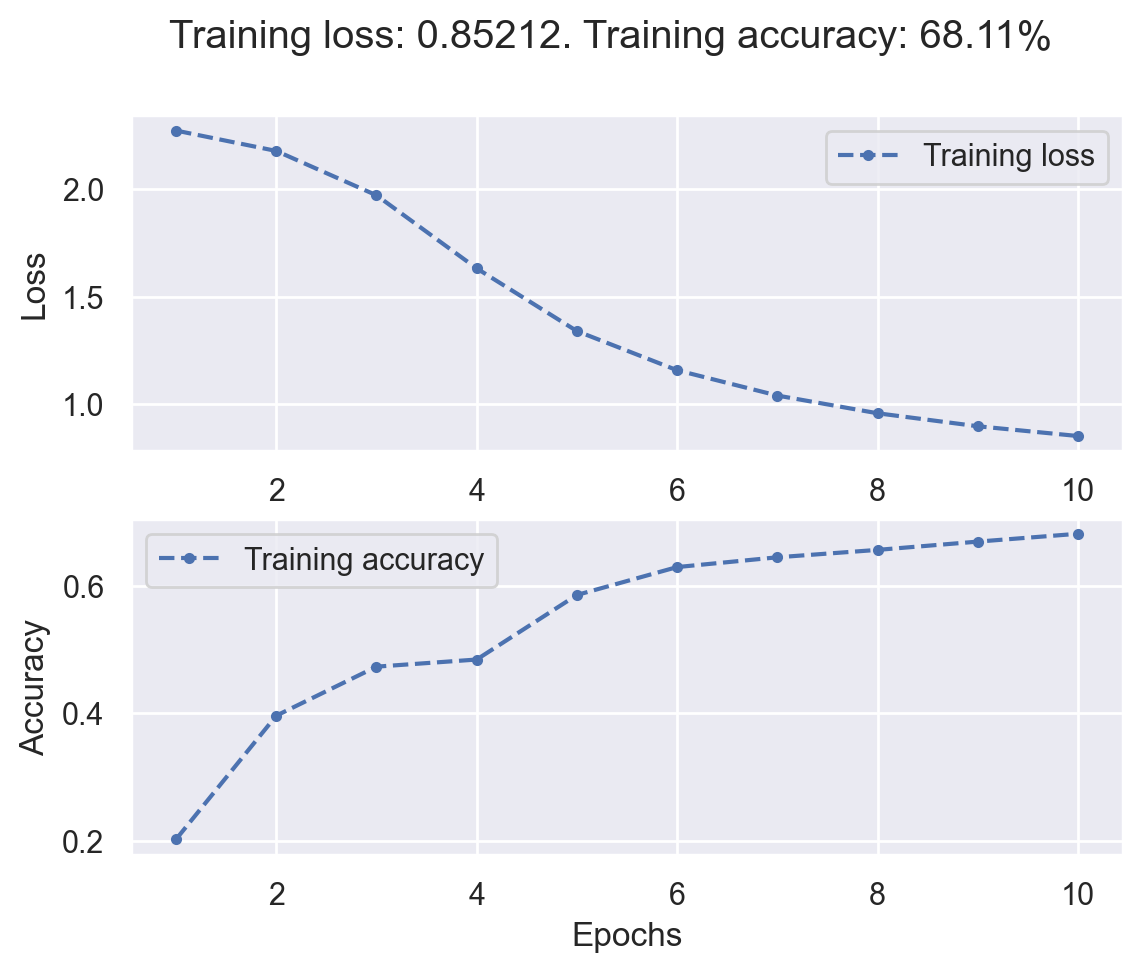 Training loss: 0.85212. Training accuracy: 68.11%
Training loss
2.0
1.5
1.0
Loss
2 4 6 8 10
Training accuracy
0.6
0.4
0.2
Accuracy
2 4 6 8 10
Epochs